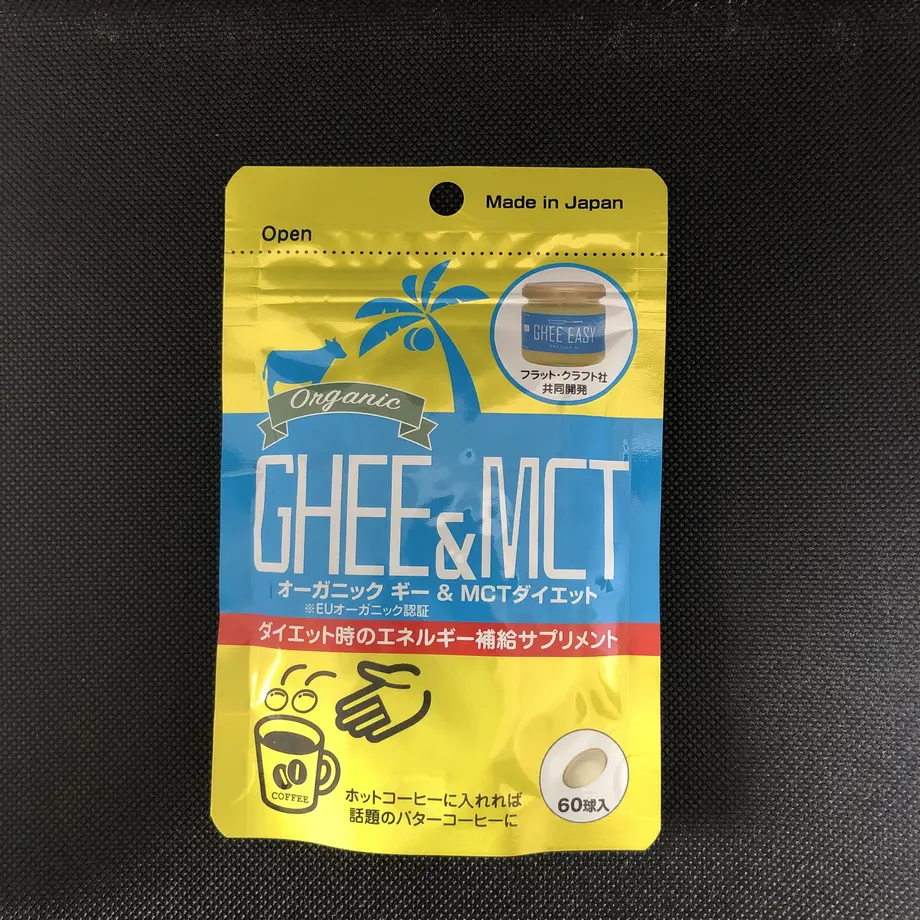 Made in Japan
Open
GHEE EASY
フラット・クラフト社
共同開発
Organic
GHEE&MCT
オーガニック ギー & MCTダイエット
※EUオーガニック認証
ダイエット時のエネルギー補給サプリメント
COFFEE
ホットコーヒーに入れれば
話題のバターコーヒーに
60球入